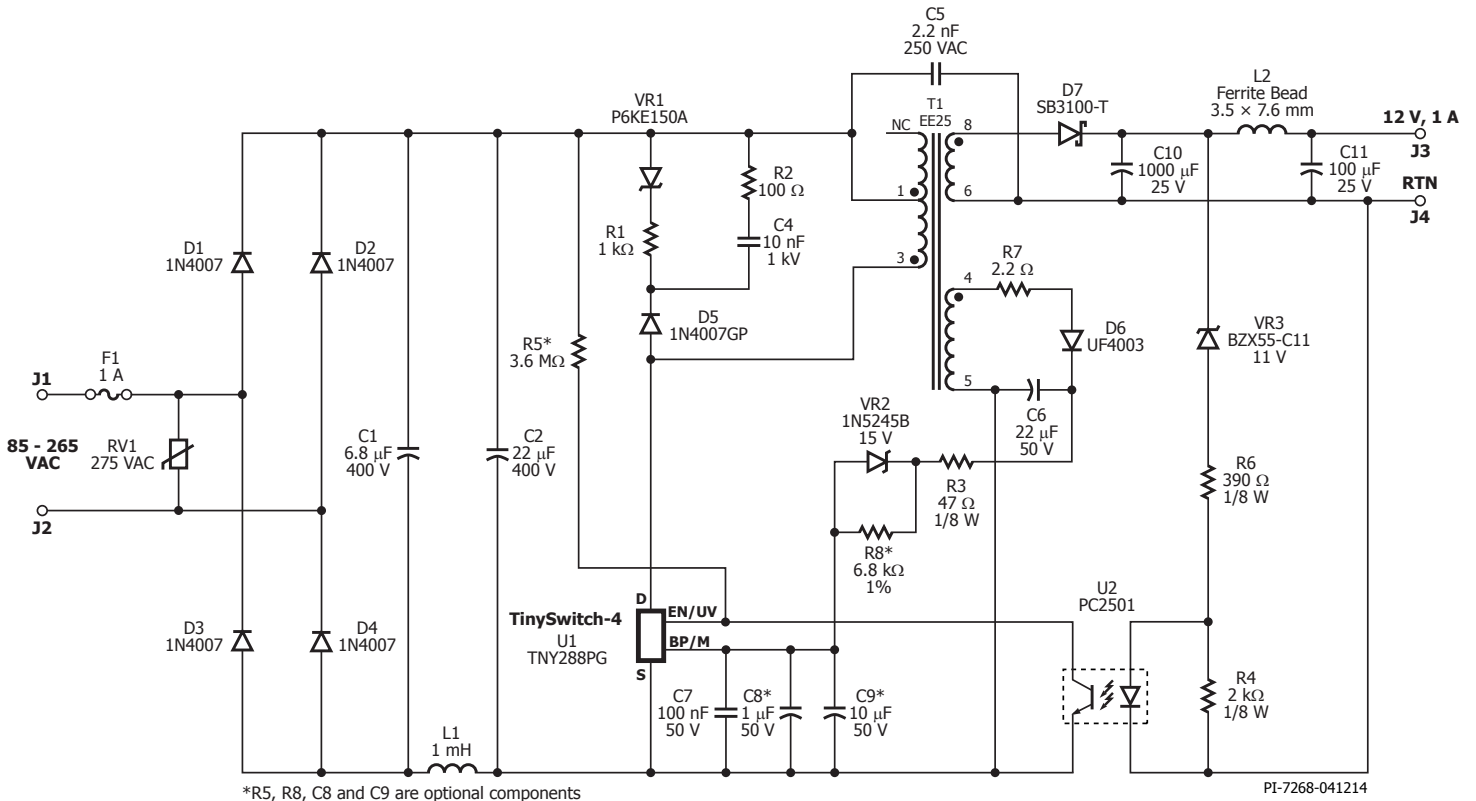 C5
2.2 nF
250 VAC
VR1
P6KE150A
T1
EE25
NC
D7
SB3100-T
L2
Ferrite Bead
3.5 × 7.6 mm
12 V, 1 A
J3
8
C10
1000 μF
25 V
C11
100 μF
25 V
RTN
J4
R2
100 Ω
1
6
D1
1N4007
D2
1N4007
R1
1 kΩ
C4
10 nF
1 kV
3
R7
2.2 Ω
4
D5
1N4007GP
D6
UF4003
VR3
BZX55-C11
11 V
R5*
3.6 MΩ
F1
1 A
J1
5
85 - 265
VAC
RV1
275 VAC
C1
6.8 μF
400 V
C2
22 μF
400 V
VR2
1N5245B
15 V
C6
22 μF
50 V
R3
47 Ω
1/8 W
R6
390 Ω
1/8 W
J2
R8*
6.8 kΩ
1%
U2
PC2501
D
EN/UV
TinySwitch-4
U1
TNY288PG
BP/M
S
D3
1N4007
D4
1N4007
C7
100 nF
50 V
C8*
1 μF
50 V
C9*
10 μF
50 V
R4
2 kΩ
1/8 W
L1
1 mH
*R5, R8, C8 and C9 are optional components
PI-7268-041214